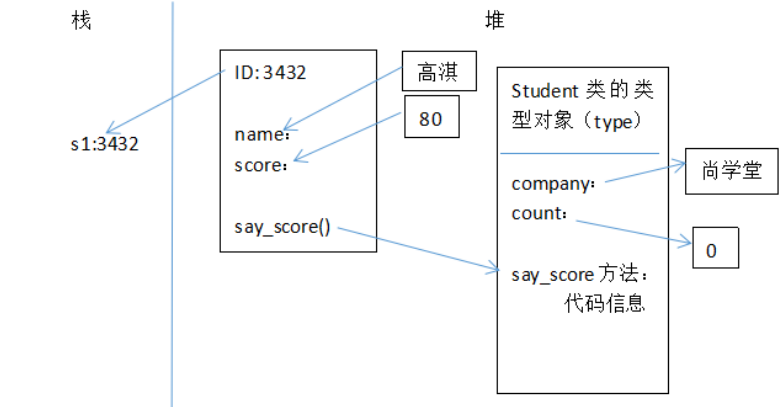 栈
堆
s1:3432
ID: 3432
name：
score：
say_score()
高淇
80
Student 类的类
型对象（type）
company：
count：
say_score 方法：
代码信息
尚学堂
0